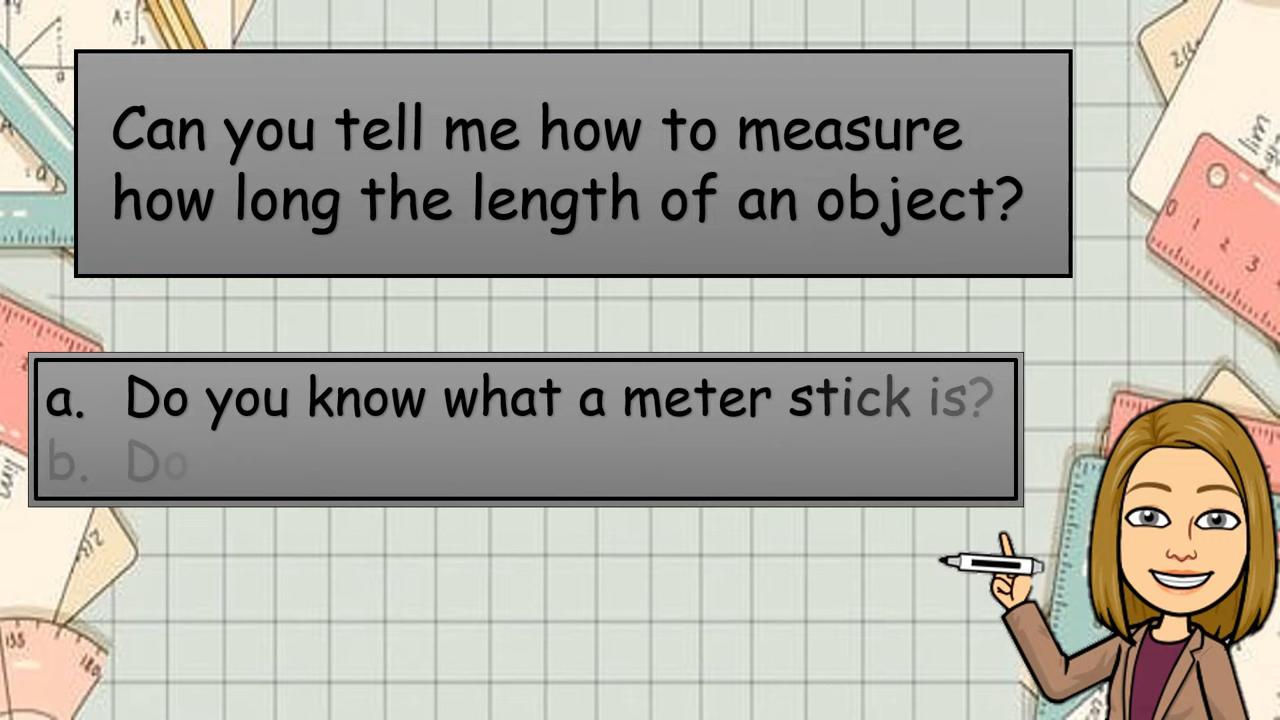 Can you tell me how to measure
how long the length of an object?
a. Do you know what a meter stick is?
b. Do